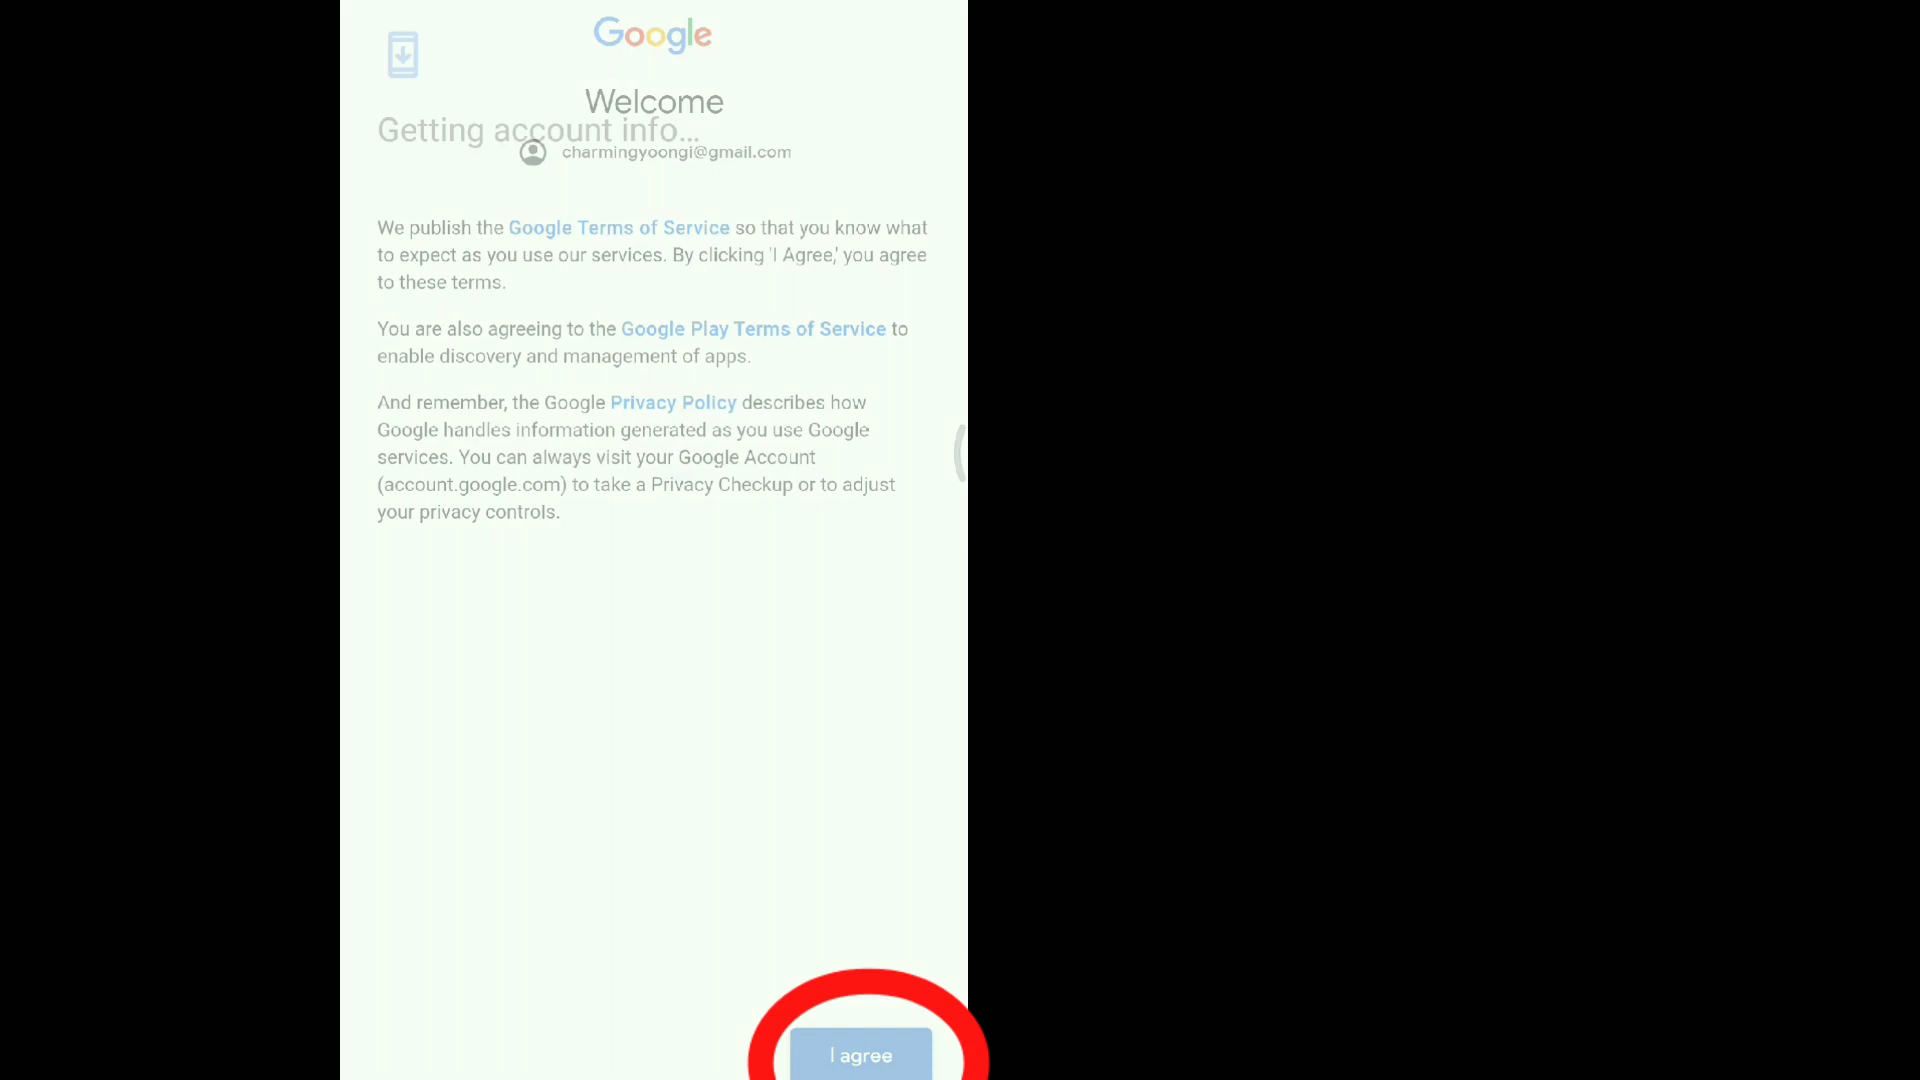 Google
Welcome
Getting account info...
charmingyoongi@gmail.com
We publish the Google Terms of Service so that you know what
to expect as you use our services. By clicking 'I Agree,' you agree
to these terms.
You are also agreeing to the Google Play Terms of Service to
enable discovery and management of apps.
And remember, the Google Privacy Policy describes how
Google handles information generated as you use Google
services. You can always visit your Google Account
(account.google.com) to take a Privacy Checkup or to adjust
your privacy controls.
I agree